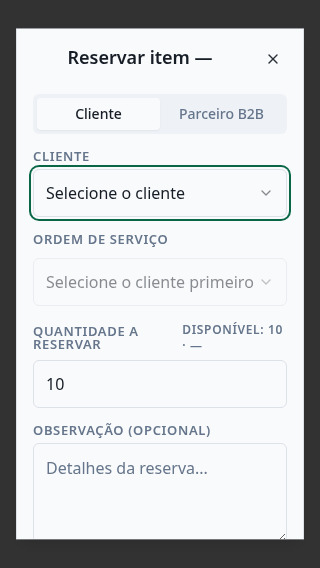 Reservar item —
Cliente
Parceiro B2B
CLIENTE
Selecione o cliente
ORDEM DE SERVIÇO
Selecione o cliente primeiro
QUANTIDADE A
RESERVAR
DISPONÍVEL: 10
· —
10
OBSERVAÇÃO (OPCIONAL)
Detalhes da reserva...